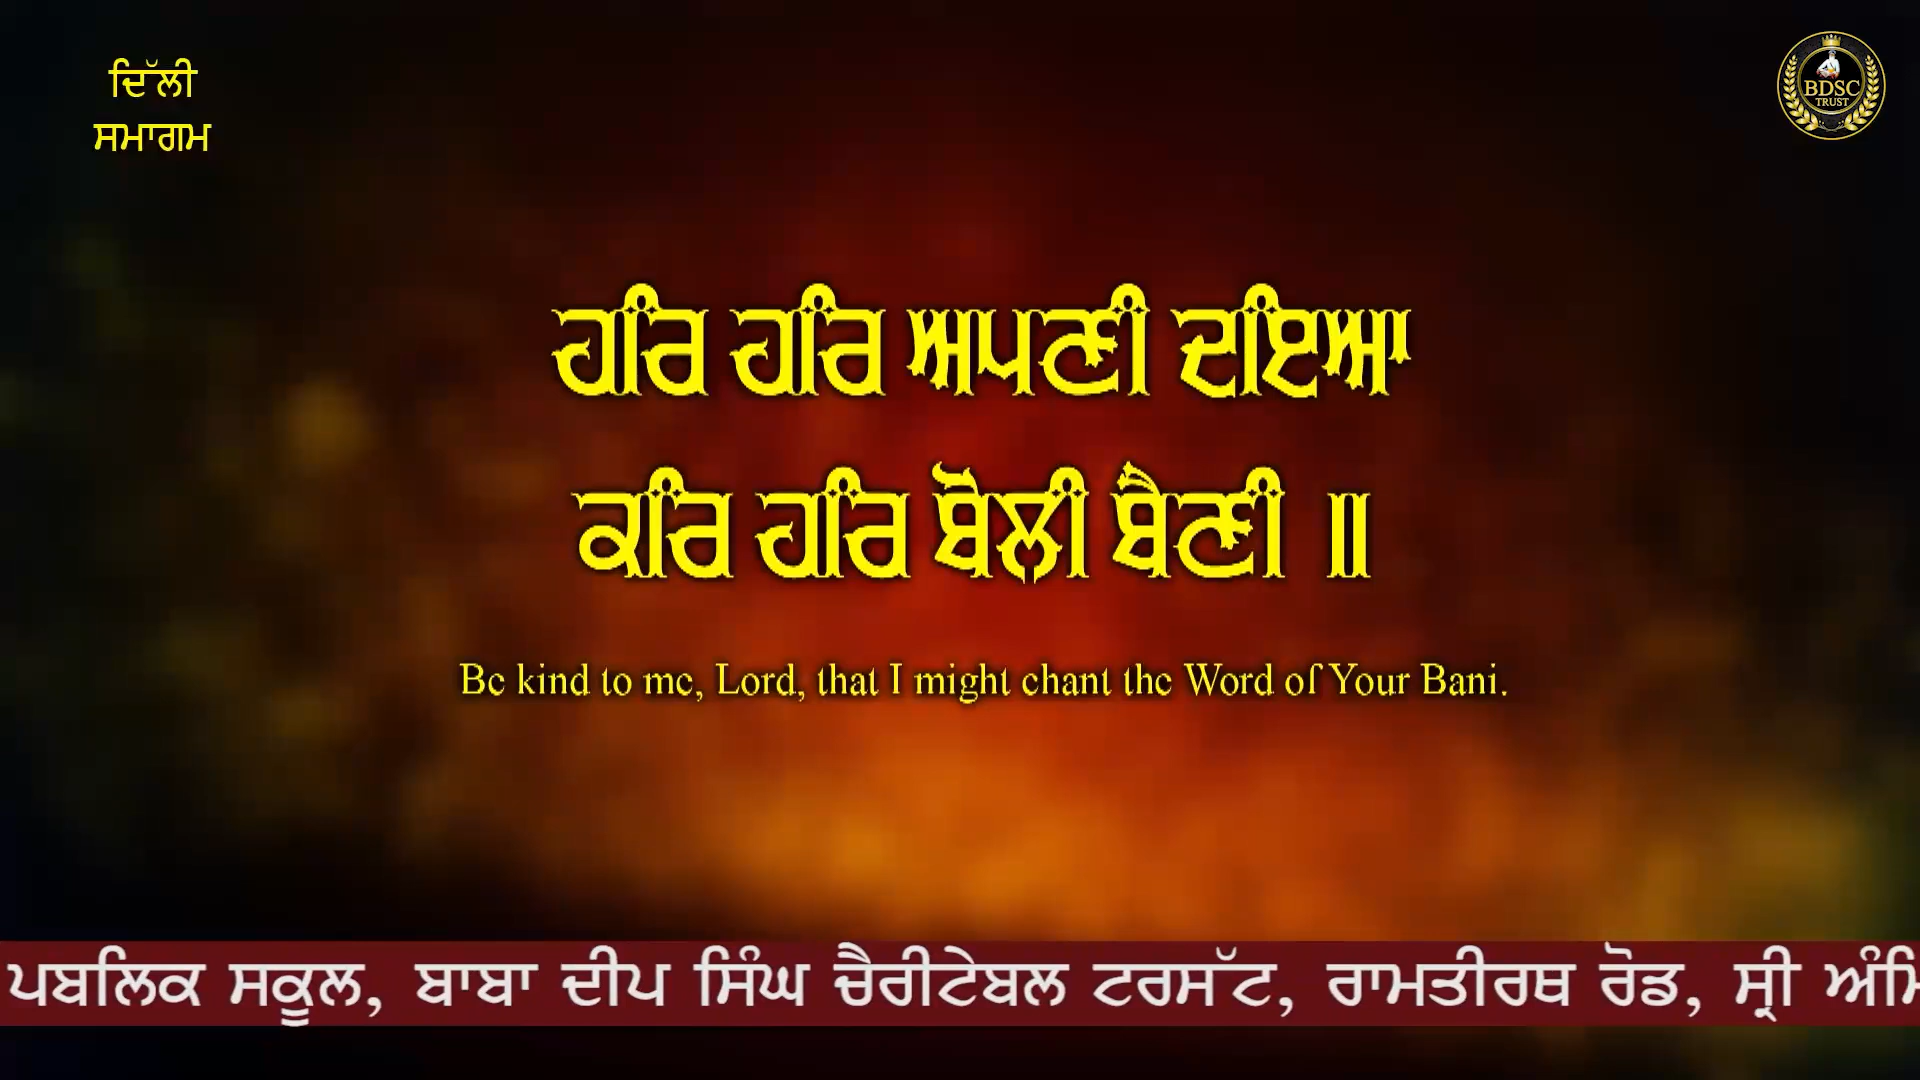 ਦਿੱਲੀ
ਸਮਾਗਮ
BDSC
TRUST
ਹਰਿ ਹਰਿ ਅਪਣੀ ਦਇਆ
ਕਰਿ ਹਰਿ ਬੋਲੀ ਬੈਣੀ ॥
Be kind to me, Lord, that I might chant the Word of Your Bani.
ਪਬਲਿਕ ਸਕੂਲ, ਬਾਬਾ ਦੀਪ ਸਿੰਘ ਚੈਰੀਟੇਬਲ ਟਰਸੱਟ, ਰਾਮਤੀਰਥ ਰੋਡ, ਸ੍ਰੀ